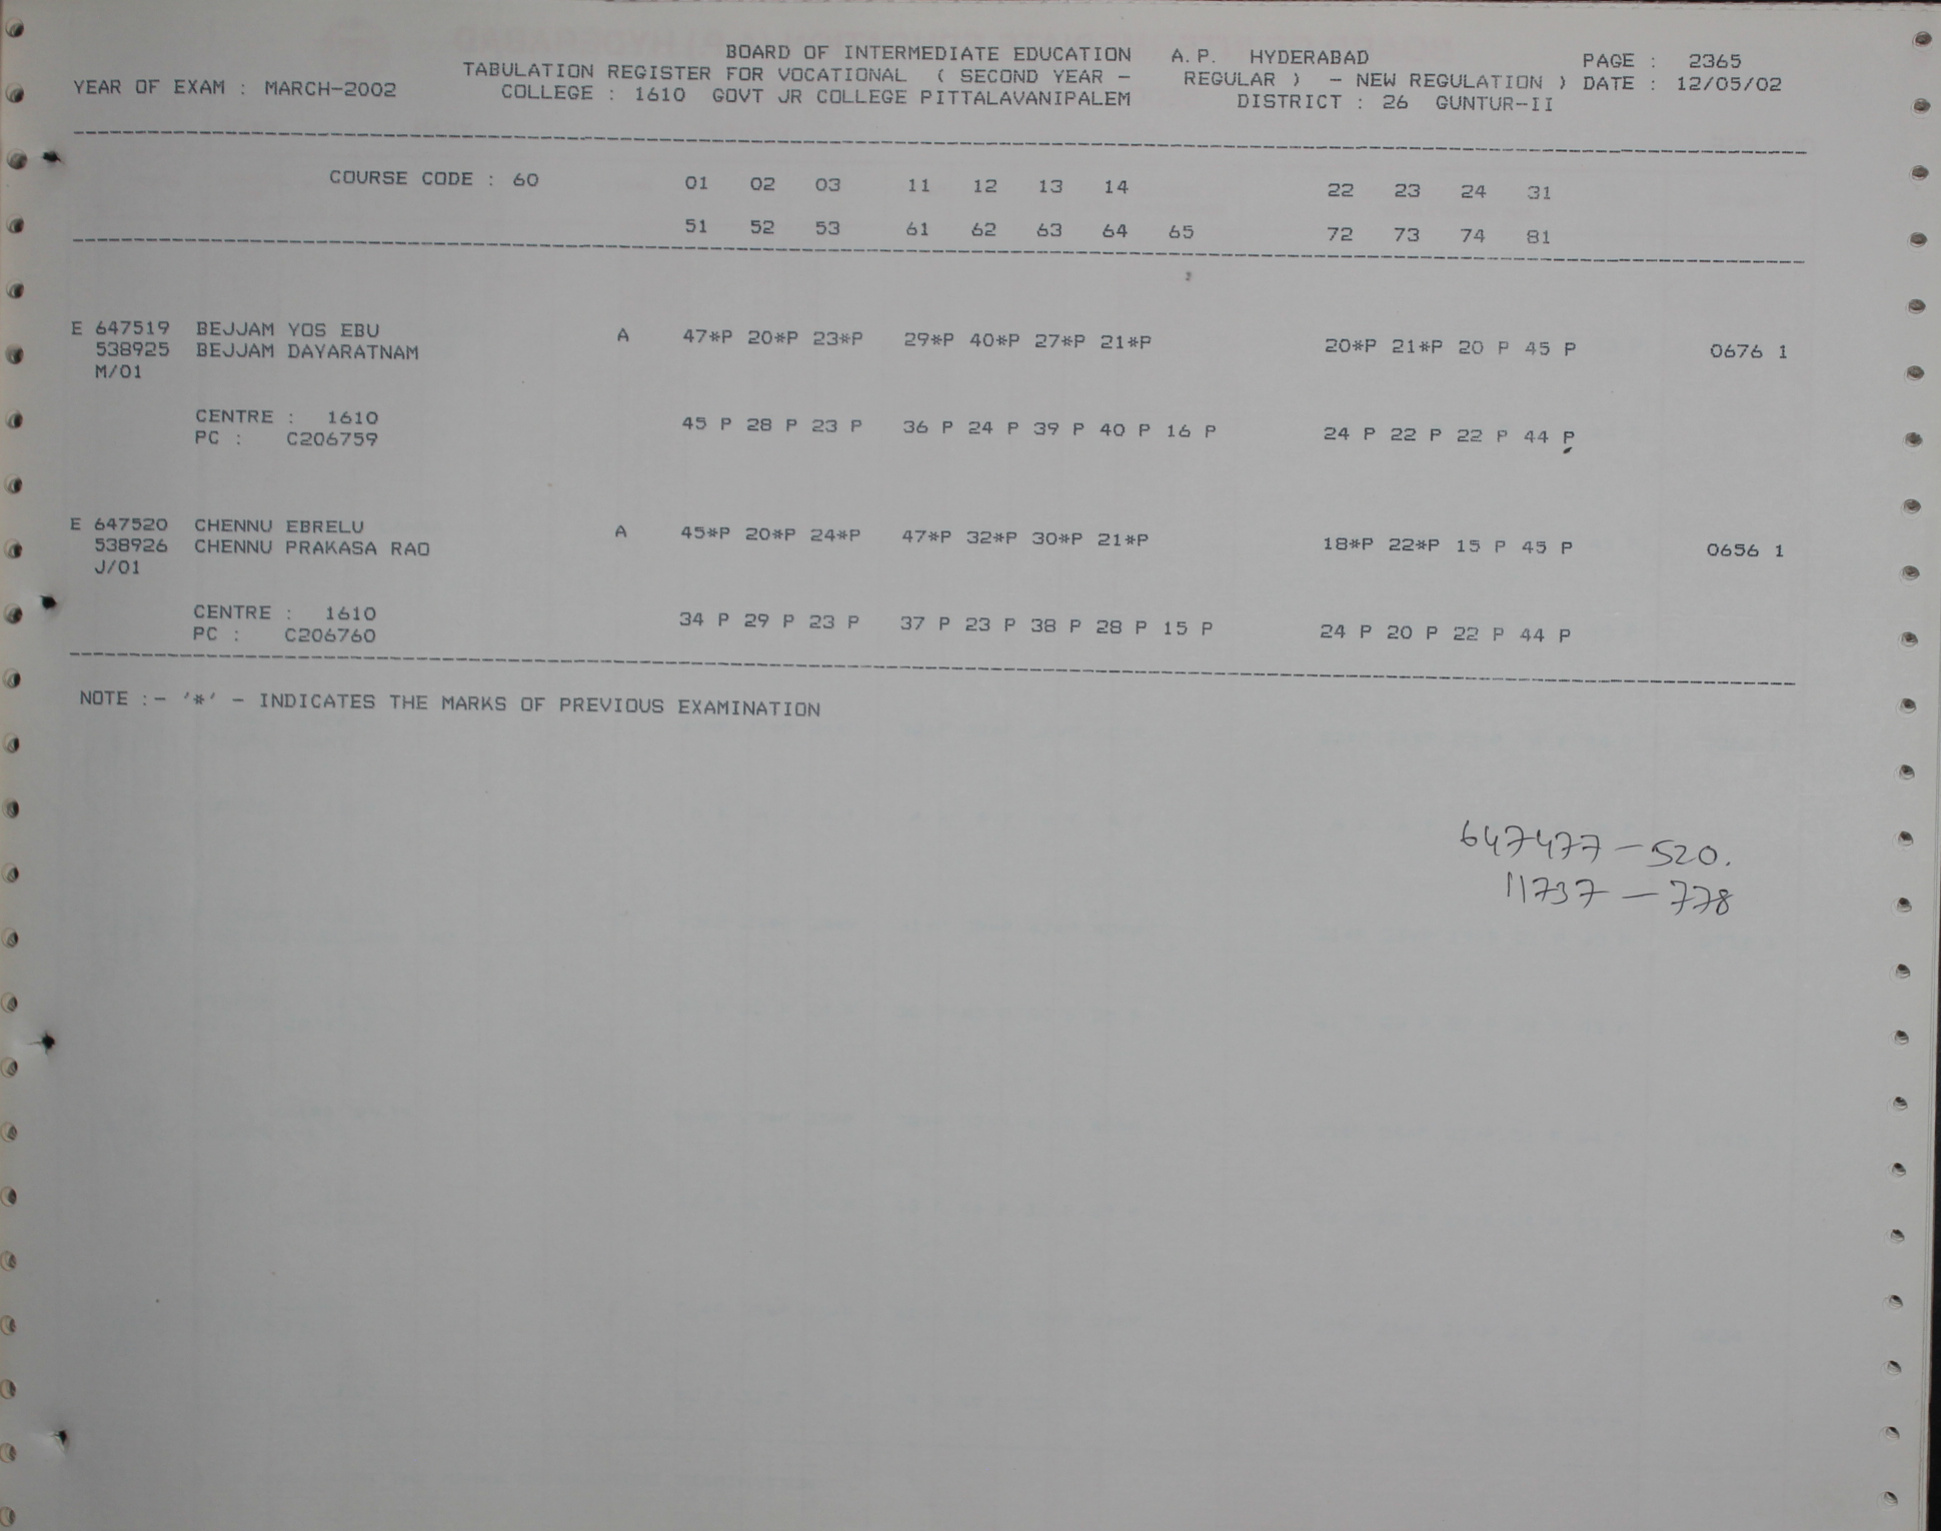 BOARD OF INTERMEDIATE EDUCATION A.P. HYDERABAD PAGE : 2365
TABULATION REGISTER FOR VOCATIONAL ( SECOND YEAR - REGULAR ) - NEW REGULATION ) DATE : 12/05/02
YEAR OF EXAM : MARCH-2002 COLLEGE : 1610 GOVT JR COLLEGE PITTALAVANIPALEM DISTRICT : 26 GUNTUR-II
COURSE CODE : 60 01 02 03 11 12 13 14 22 23 24 31
51 52 53 61 62 63 64 65 72 73 74 81
E 647519 BEJJAM YOS EBU A 47*P 20*P 23*P 29*P 40*P 27*P 21*P 20*P 21*P 20 P 45 P 0676 1
538925 BEJJAM DAYARATNAM
M/01
CENTRE : 1610 45 P 28 P 23 P 36 P 24 P 39 P 40 P 16 P 24 P 22 P 22 P 44 P
PC : C206759
E 647520 CHENNU EBRELU A 45*P 20*P 24*P 47*P 32*P 30*P 21*P 18*P 22*P 15 P 45 P 0656 1
538926 CHENNU PRAKASA RAO
J/01
CENTRE : 1610 34 P 29 P 23 P 37 P 23 P 38 P 28 P 15 P 24 P 20 P 22 P 44 P
PC : C206760
NOTE :- '*' - INDICATES THE MARKS OF PREVIOUS EXAMINATION
647477 - 520.
11737 - 778